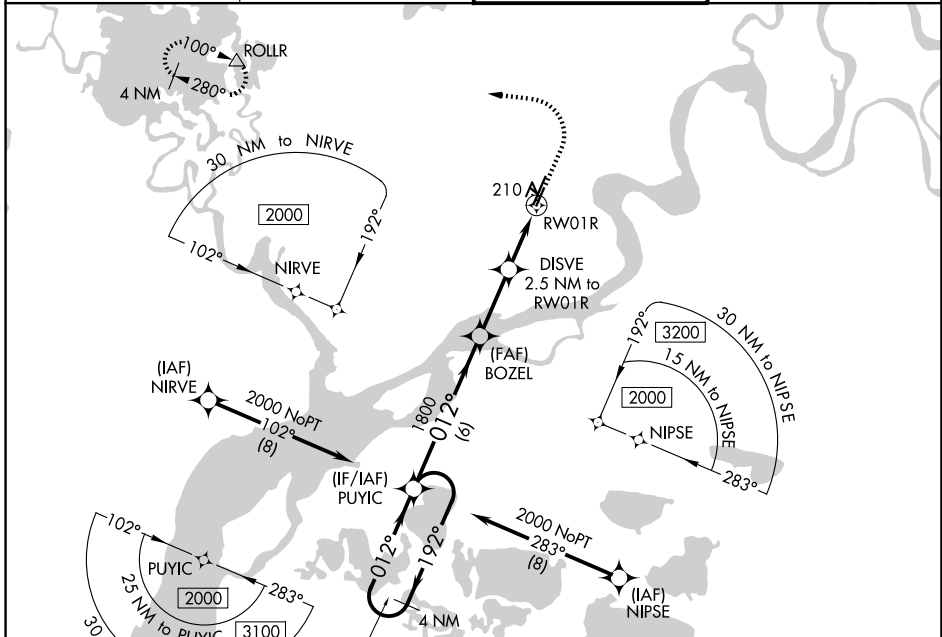 100°
ROLLR
280°
4 NM
30 NM to NIRVE
2000
192°
102°
NIRVE
210
RW01R
DISVE
2.5 NM to
RW01R
(FAF)
BOZEL
192°
3200
30 NM to NIPSE
15 NM to NIPSE
2000
NIPSE
283°
(IAF)
NIRVE
2000 NoPT
102°
(8)
1800
012°
(6)
(IF/IAF)
PUYIC
012°
192°
4 NM
2000 NoPT
283°
(8)
(IAF)
NIPSE
102°
PUYIC
283°
2000
25 NM to PUYIC
3100
30